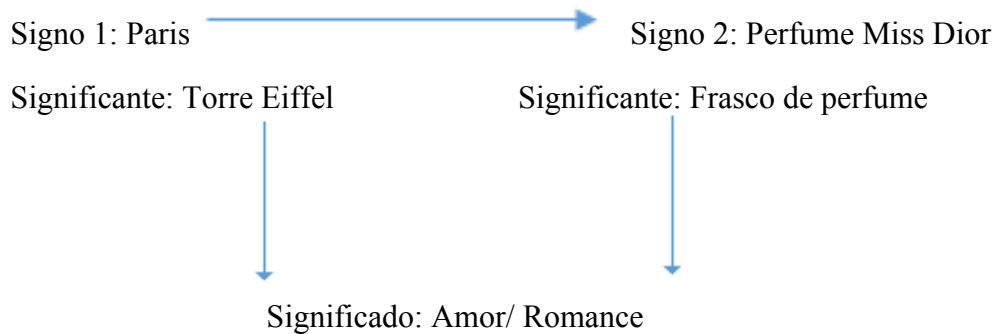 Signo 1: Paris Signo 2: Perfume Miss Dior
Significante: Torre Eiffel Significante: Frasco de perfume
Significado: Amor/ Romance